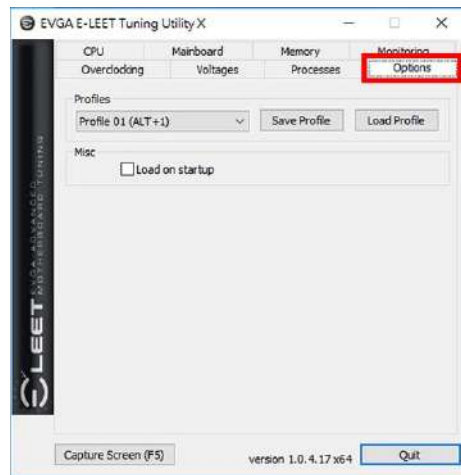 EVGA E-LEET Tuning Utility X
CPU Mainboard Memory Monitoring
Overclocking Voltages Processes Options
Profiles
Profile 01 (ALT+1) Save Profile Load Profile
Misc
Load on startup
E-LEET EVGA-ADVANCED
MOTHERBOARD TUNING
Capture Screen (F5) version 1.0.4.17 x64 Quit